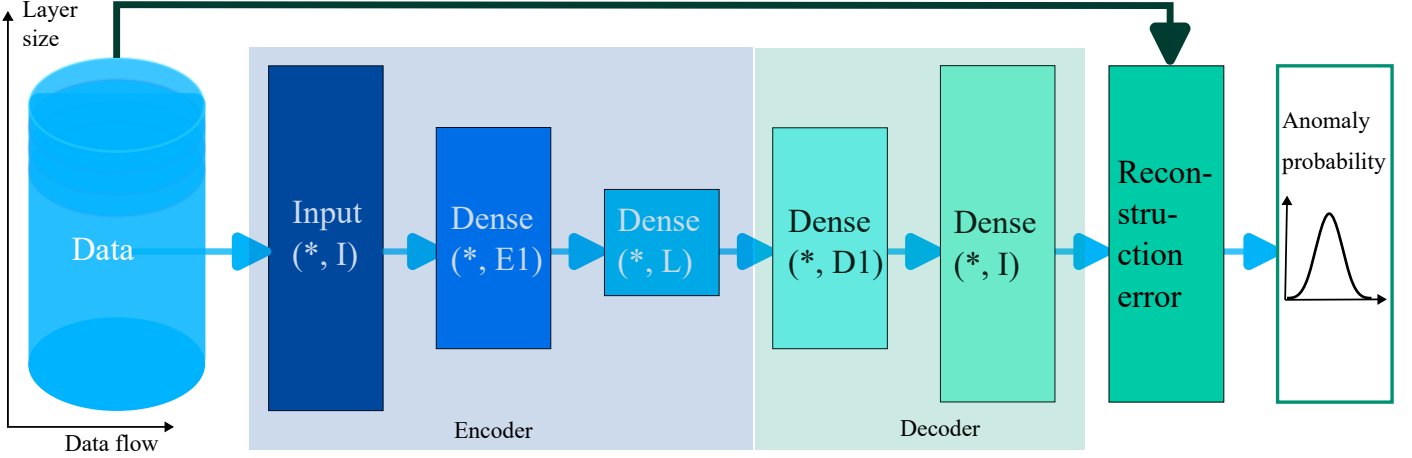 Layer
size
Data
Data flow
Input
(*, I)
Dense
(*, E1)
Dense
(*, L)
Encoder
Dense
(*, D1)
Dense
(*, I)
Decoder
Recon-
stru-
ction
error
Anomaly
probability